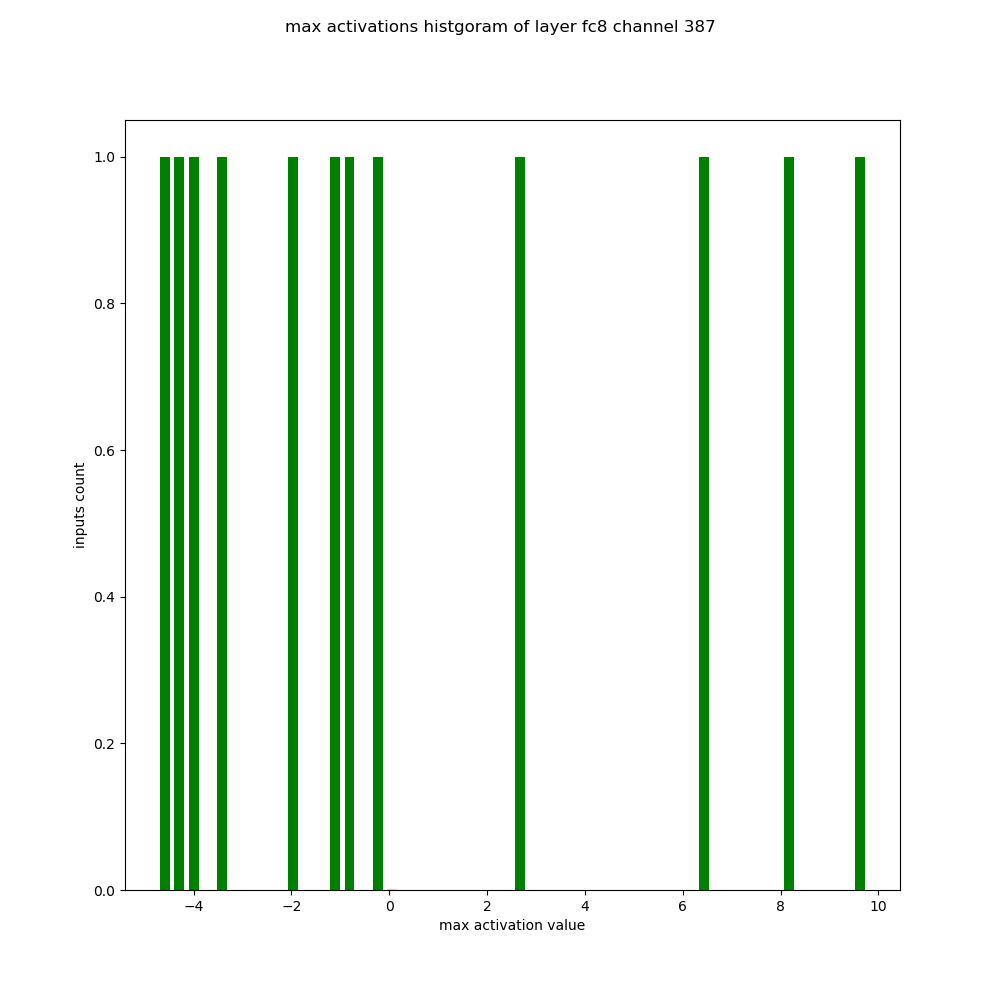 max activations histgoram of layer fc8 channel 387
1.0
0.8
0.6
0.4
0.2
0.0
inputs count
−4 −2 0 2 4 6 8 10
max activation value